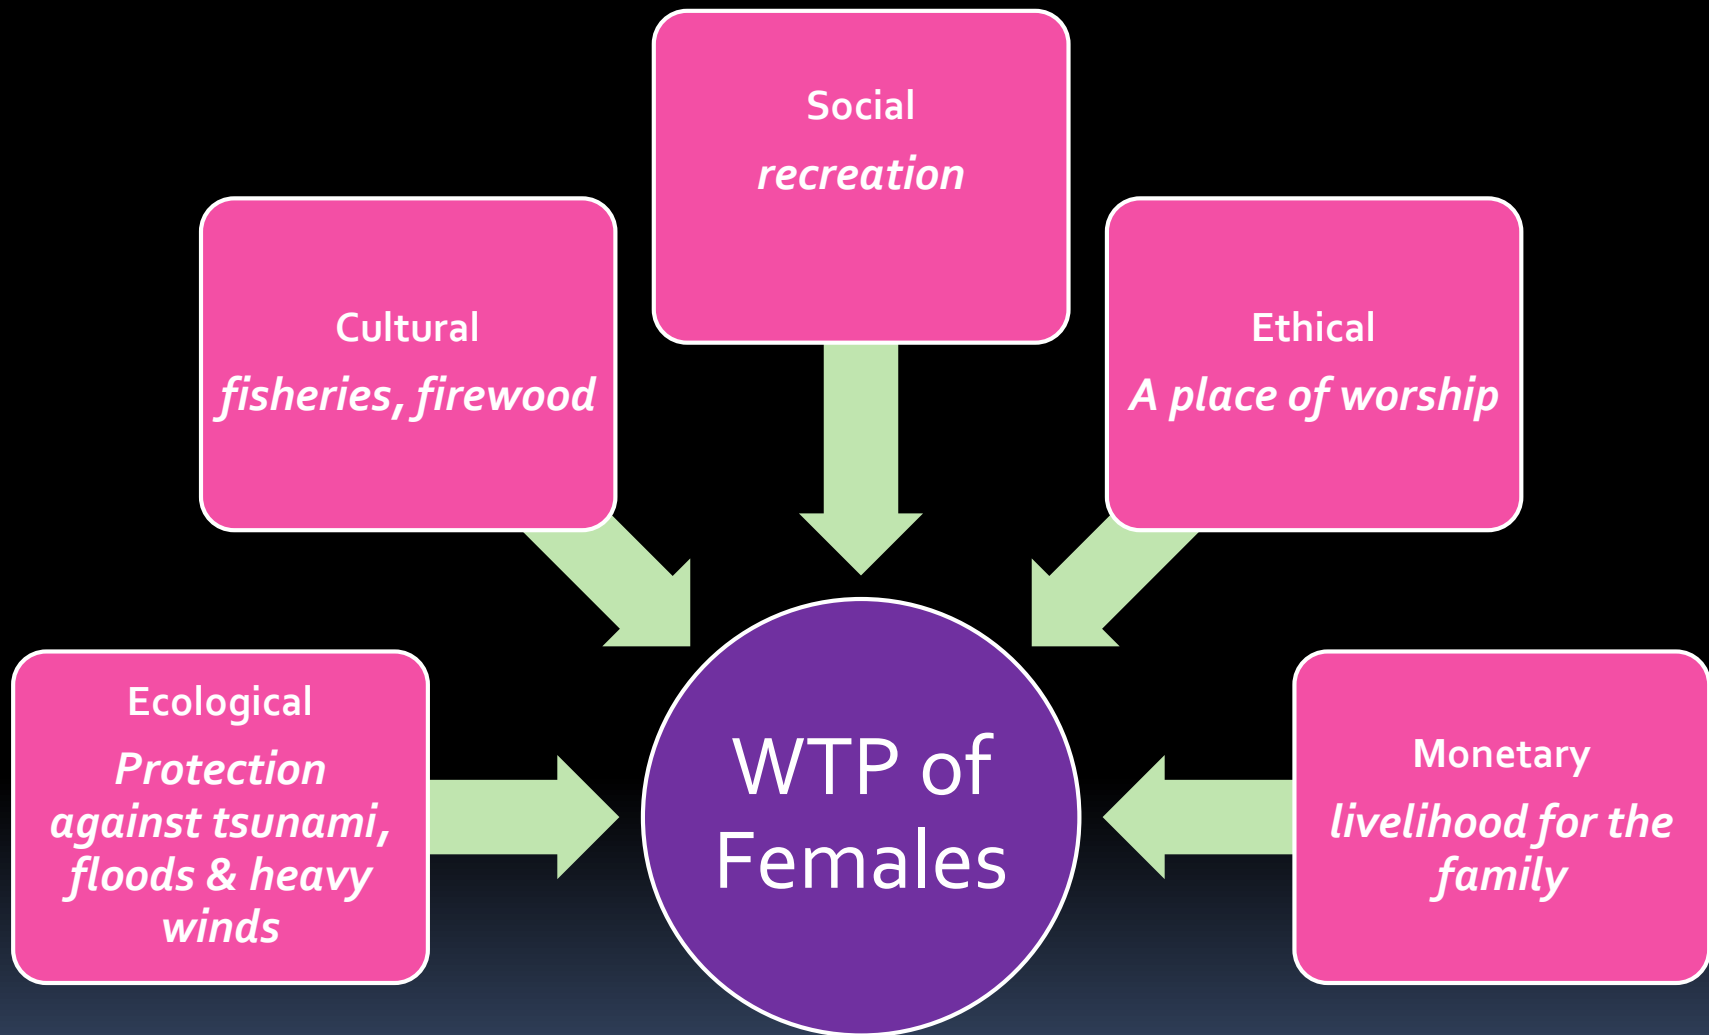 Social
recreation
Cultural
fisheries, firewood
Ethical
A place of worship
Ecological
Protection
against tsunami,
floods & heavy
winds
WTP of
Females
Monetary
livelihood for the
family